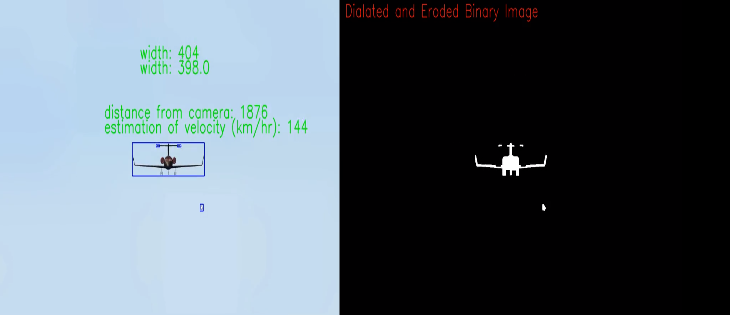 Dialated and Eroded Binary Image
width: 404
width: 398.0
distance from camera: 1876
estimation of velocity (km/hr): 144